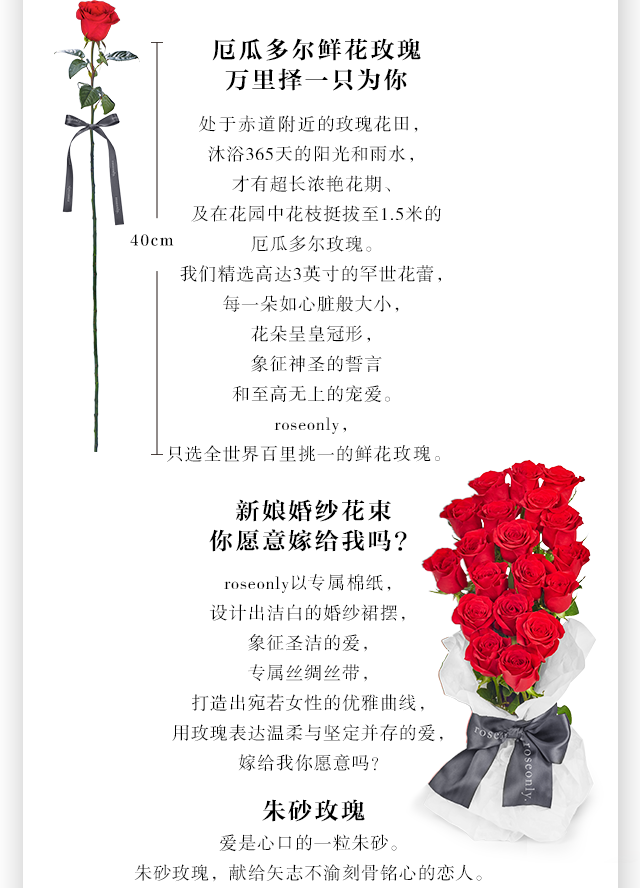 厄瓜多尔鲜花玫瑰
万里择一只为你
处于赤道附近的玫瑰花田，
沐浴365天的阳光和雨水，
才有超长浓艳花期、
及在花园中花枝挺拔至1.5米的
厄瓜多尔玫瑰。
40cm
我们精选高达3英寸的罕世花蕾，
每一朵如心脏般大小，
花朵呈皇冠形，
象征神圣的誓言
和至高无上的宠爱。
roseonly，
只选全世界百里挑一的鲜花玫瑰。
新娘婚纱花束
你愿意嫁给我吗？
roseonly以专属棉纸，
设计出洁白的婚纱裙摆，
象征圣洁的爱，
专属丝绸丝带，
打造出宛若女性的优雅曲线，
用玫瑰表达温柔与坚定并存的爱，
嫁给我你愿意吗？
roseonly.
朱砂玫瑰
爱是心口的一粒朱砂。
朱砂玫瑰，献给矢志不渝刻骨铭心的恋人。